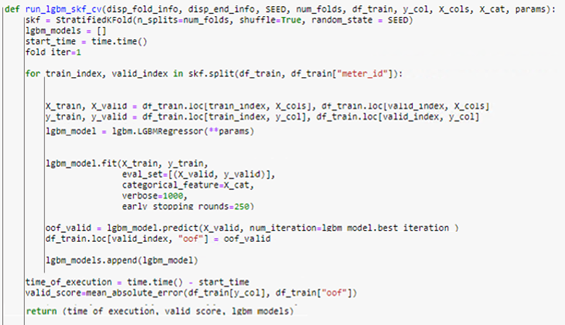 def run_lgbm_skf_cv(disp_fold_info, disp_end_info, SEED, num_folds, df_train, y_col, X_cols, X_cat, params):
    skf = StratifiedKFold(n_splits=num_folds, shuffle=True, random_state = SEED)
    lgbm_models = []
    start_time = time.time()
    fold_iter=1
    for train_index, valid_index in skf.split(df_train, df_train["meter_id"]):
        X_train, X_valid = df_train.loc[train_index, X_cols], df_train.loc[valid_index, X_cols]
        y_train, y_valid = df_train.loc[train_index, y_col], df_train.loc[valid_index, y_col]
        lgbm_model = lgbm.LGBMRegressor(**params)
        lgbm_model.fit(X_train, y_train,
                       eval_set=[(X_valid, y_valid)],
                       categorical_feature=X_cat,
                       verbose=1000,
                       early_stopping_rounds=250)
        oof_valid = lgbm_model.predict(X_valid, num_iteration=lgbm_model.best_iteration_)
        df_train.loc[valid_index, "oof"] = oof_valid
        lgbm_models.append(lgbm_model)
    time_of_execution = time.time() - start_time
    valid_score=mean_absolute_error(df_train[y_col], df_train["oof"])
    return (time_of_execution, valid_score, lgbm_models)